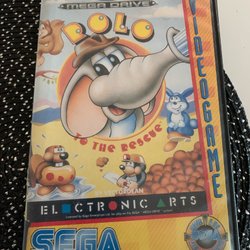 MEGA DRIVE
ROLO
TO THE RESCUE
ELECTRONIC ARTS
SEGA
VIDEOGAME